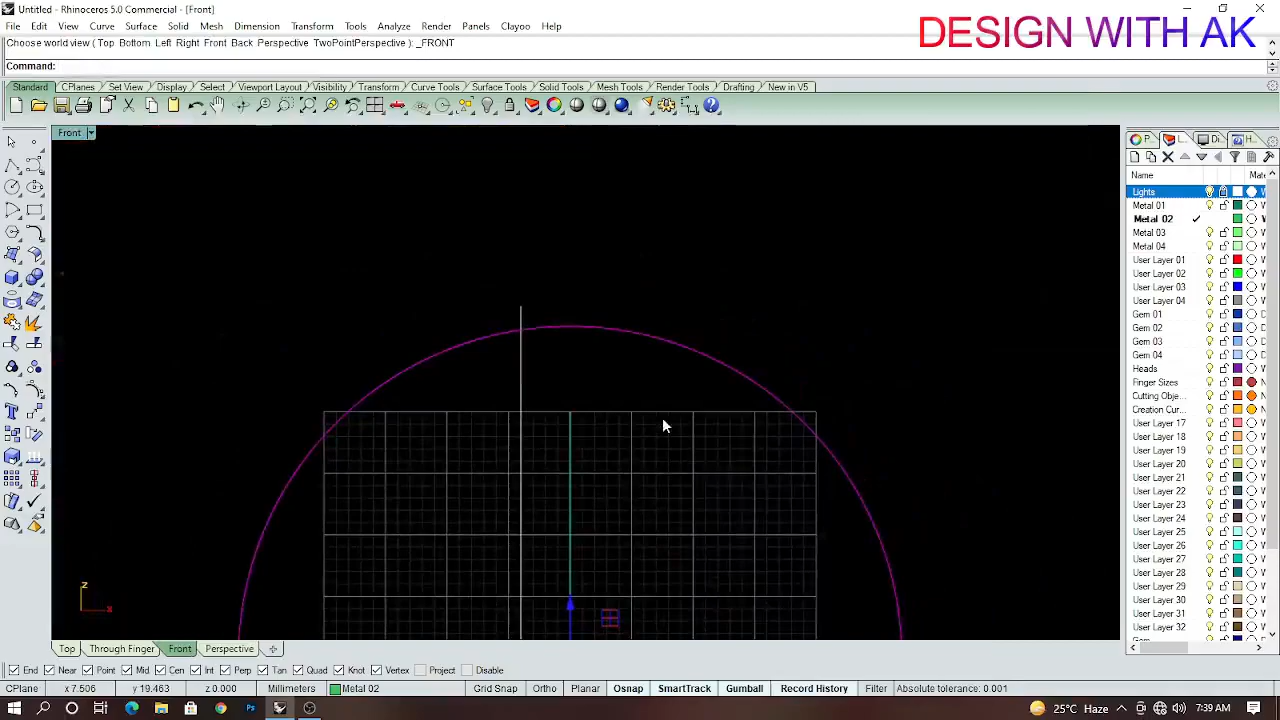 Untitled - Rhinoceros 5.0 Commercial - [Front]
DESIGN WITH AK
File Edit View Curve Surface Solid Mesh Dimension Transform Tools Analyze Render Panels Clayoo Help
Choose world view ( Top Bottom Left Right Front Back Perspective TwoPointPerspective ): _FRONT
Command:
Standard CPlanes Set View Display Select Viewport Layout Visibility Transform Curve Tools Surface Tools Solid Tools Mesh Tools Render Tools Drafting New in V5
Front
P... L... Di... H...
Name Mate
Lights
Metal 01
Metal 02
Metal 03
Metal 04
User Layer 01
User Layer 02
User Layer 03
User Layer 04
Gem 01
Gem 02
Gem 03
Gem 04
Heads
Finger Sizes
Cutting Obje...
Creation Cur...
User Layer 17
User Layer 18
User Layer 19
User Layer 20
User Layer 21
User Layer 22
User Layer 23
User Layer 24
User Layer 25
User Layer 26
User Layer 27
User Layer 28
User Layer 29
User Layer 30
User Layer 31
User Layer 32
Gem
z
x
Top Through Finger Front Perspective
End Near Point Mid Cen Int Perp Tan Quad Knot Vertex Project Disable
CPlane x 7.506 y 19.463 z 0.000 Millimeters Metal 02 Grid Snap Ortho Planar Osnap SmartTrack Gumball Record History Filter Absolute tolerance: 0.001
25°C Haze 7:39 AM